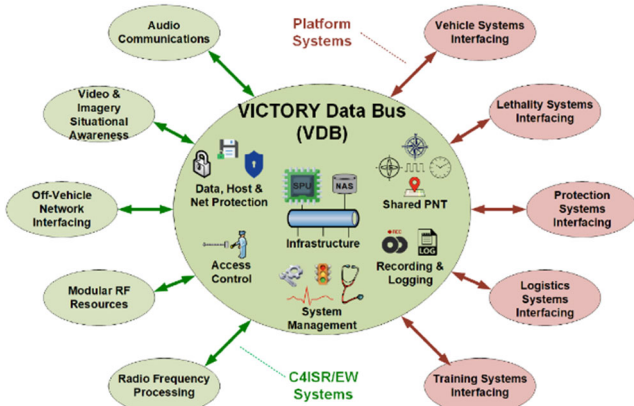 Audio
Communications
Platform
Systems
Vehicle Systems
Interfacing
Video &
Imagery
Situational
Awareness
VICTORY Data Bus
(VDB)
Lethality Systems
Interfacing
SPU
NAS
Data, Host &
Net Protection
Shared PNT
Off-Vehicle
Network
Interfacing
Infrastructure
Protection
Systems
Interfacing
REC
LOG
Access
Control
Recording &
Logging
Modular RF
Resources
System
Management
Logistics
Systems
Interfacing
Radio Frequency
Processing
C4ISR/EW
Systems
Training Systems
Interfacing